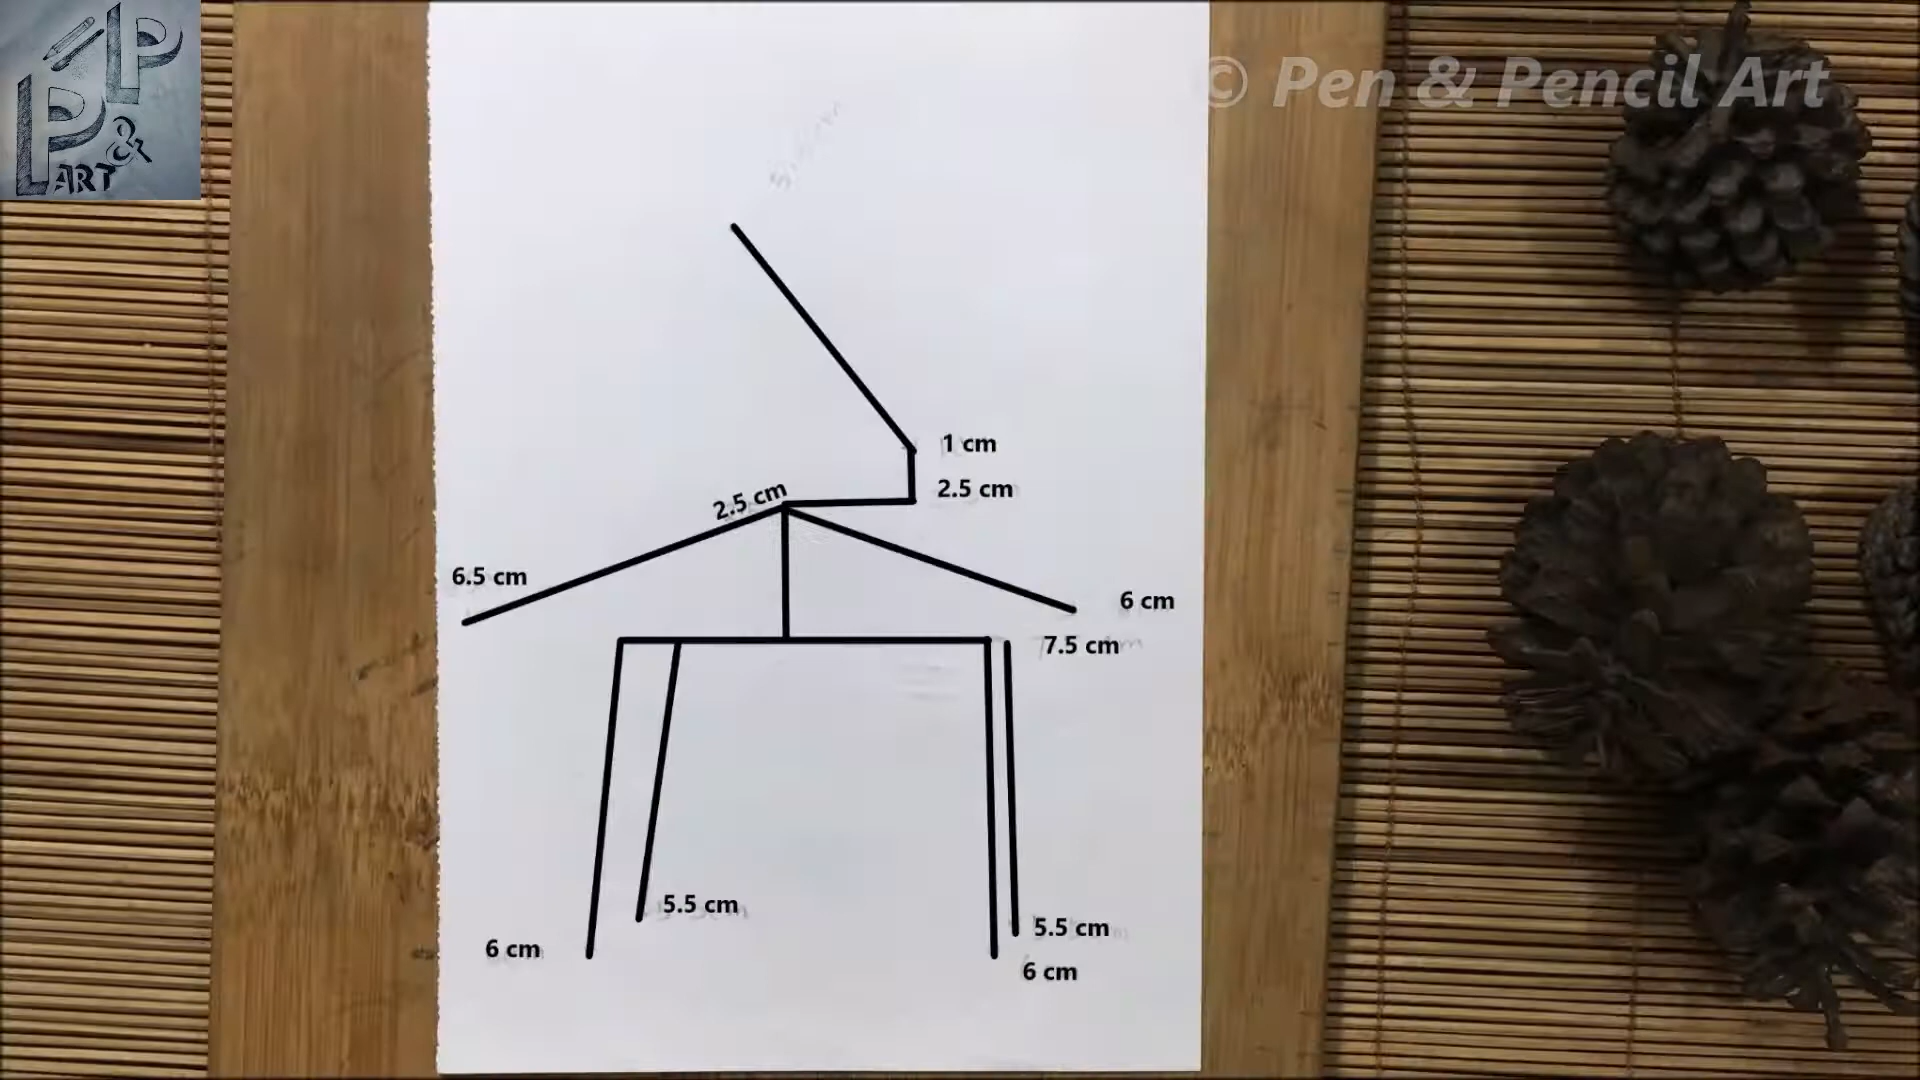 P
P &
ART
© Pen & Pencil Art
1 cm
2.5 cm
2.5 cm
6.5 cm
6 cm
7.5 cm
5.5 cm
6 cm
5.5 cm
6 cm